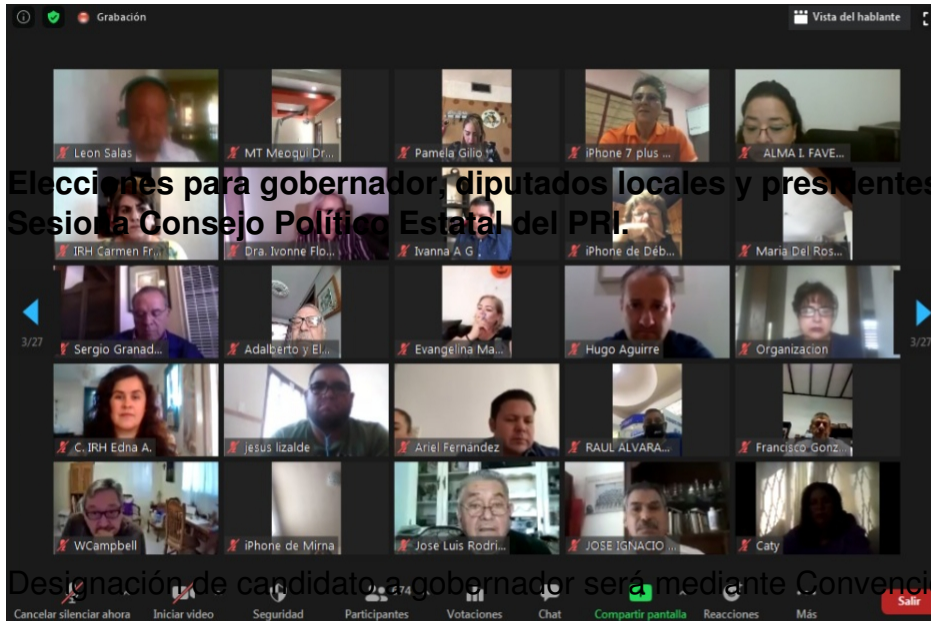 Grabación
Vista del hablante
Leon Salas
MT Meoqui Dr...
Pamela Gilio
iPhone 7 plus ...
ALMA I. FAVE...
Elecciones para gobernador, diputados locales y presidentes
Sesiona Consejo Político Estatal del PRI.
IRH Carmen Fr...
Dra. Ivonne Flo...
Ivanna A G
iPhone de Déb...
Maria Del Ros...
3/27
3/27
Sergio Granad...
Adalberto y El...
Evangelina Ma...
Hugo Aguirre
Organizacion
C. IRH Edna A.
jesus lizalde
Ariel Fernández
RAUL ALVARA...
Francisco Gonz...
WCampbell
iPhone de Mirna
Jose Luis Rodri...
JOSE IGNACIO ...
Caty
Designación de candidato a gobernador será mediante Convenci
674
Cancelar silenciar ahora
Iniciar video
Seguridad
Participantes
Votaciones
Chat
Compartir pantalla
Reacciones
Más
Salir